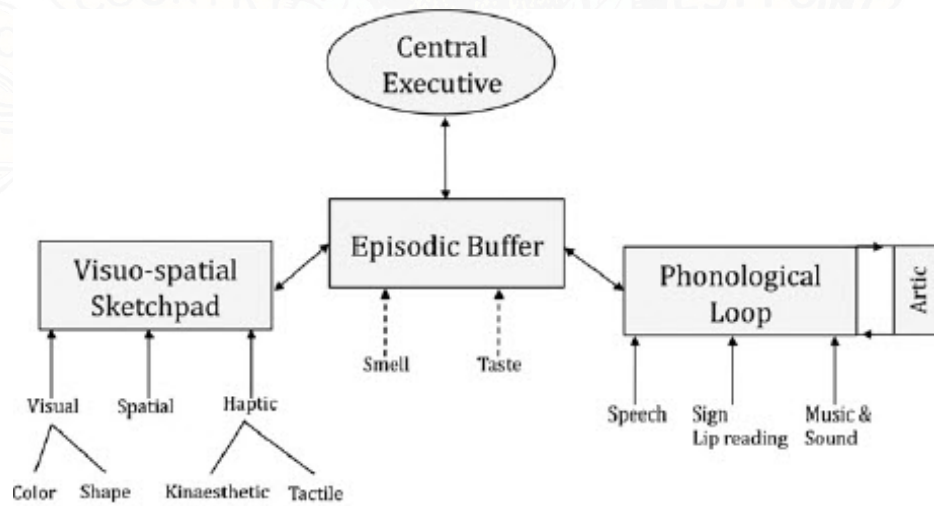 Central
Executive
Episodic Buffer
Visuo-spatial
Sketchpad
Phonological
Loop
Artic
Smell
Taste
Visual
Spatial
Haptic
Speech
Sign
Lip reading
Music &
Sound
Color
Shape
Kinaesthetic
Tactile